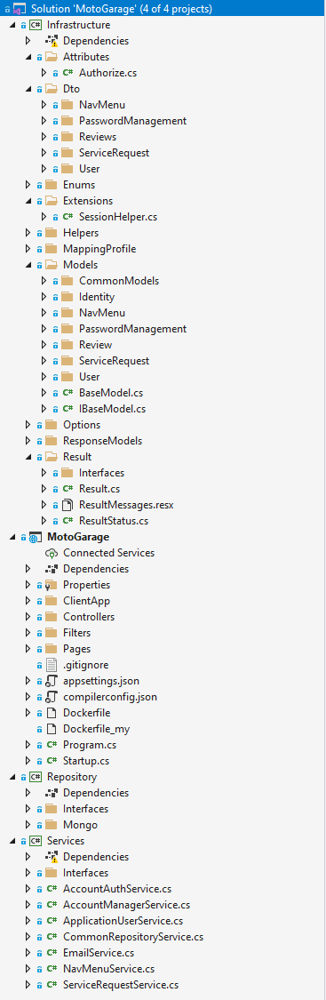 Solution 'MotoGarage' (4 of 4 projects)
C# Infrastructure
Dependencies
Attributes
C# Authorize.cs
Dto
NavMenu
PasswordManagement
Reviews
ServiceRequest
User
Enums
Extensions
C# SessionHelper.cs
Helpers
MappingProfile
Models
CommonModels
Identity
NavMenu
PasswordManagement
Review
ServiceRequest
User
C# BaseModel.cs
C# IBaseModel.cs
Options
ResponseModels
Result
Interfaces
C# Result.cs
ResultMessages.resx
C# ResultStatus.cs
MotoGarage
Connected Services
Dependencies
Properties
ClientApp
Controllers
Filters
Pages
.gitignore
appsettings.json
compilerconfig.json
Dockerfile
Dockerfile_my
C# Program.cs
C# Startup.cs
C# Repository
Dependencies
Interfaces
Mongo
C# Services
Dependencies
Interfaces
C# AccountAuthService.cs
C# AccountManagerService.cs
C# ApplicationUserService.cs
C# CommonRepositoryService.cs
C# EmailService.cs
C# NavMenuService.cs
C# ServiceRequestService.cs